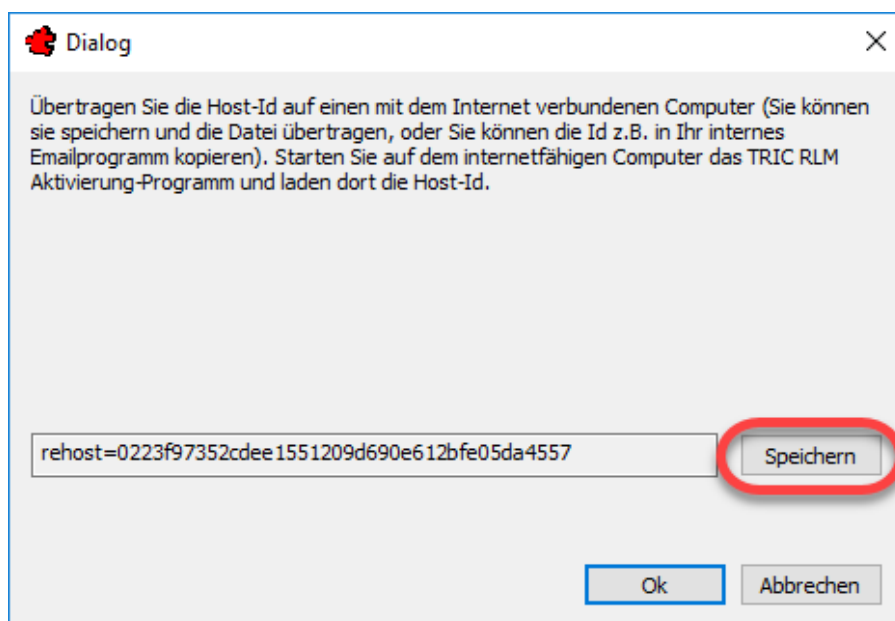 Dialog
Übertragen Sie die Host-Id auf einen mit dem Internet verbundenen Computer (Sie können
sie speichern und die Datei übertragen, oder Sie können die Id z.B. in Ihr internes
Emailprogramm kopieren). Starten Sie auf dem internetfähigen Computer das TRIC RLM
Aktivierung-Programm und laden dort die Host-Id.
rehost=0223f97352cdee1551209d690e612bfe05da4557
Speichern
Ok
Abbrechen